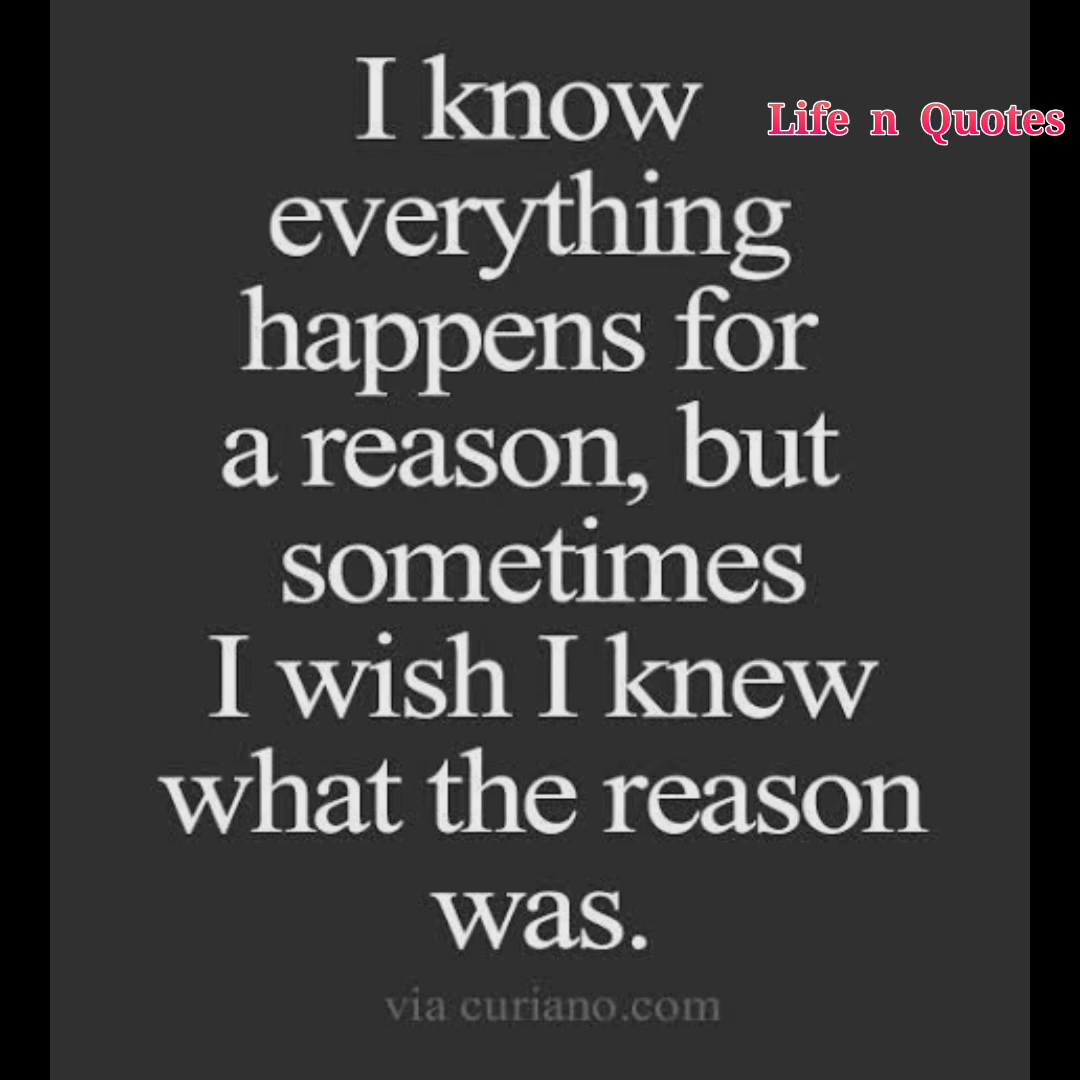 I know
Life n Quotes
everything
happens for
a reason, but
sometimes
I wish I knew
what the reason
was.
via curiano.com